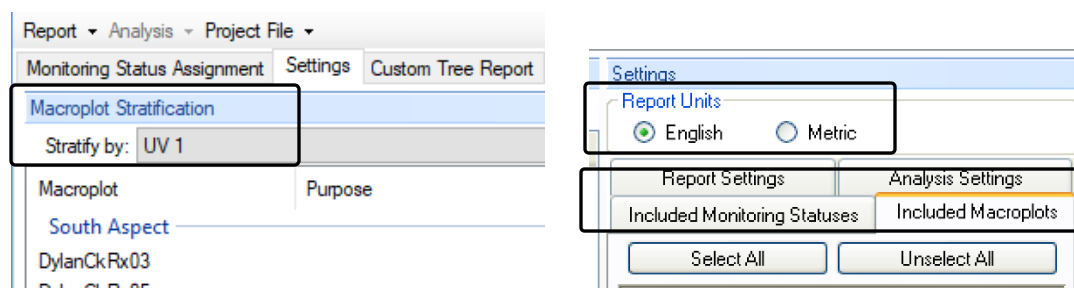 Report Analysis Project File
Monitoring Status Assignment Settings Custom Tree Report
Macroplot Stratification
Stratify by: UV 1
Macroplot Purpose
South Aspect
DylanCkRx03
Settings
Report Units
English Metric
Report Settings Analysis Settings
Included Monitoring Statuses Included Macroplots
Select All Unselect All